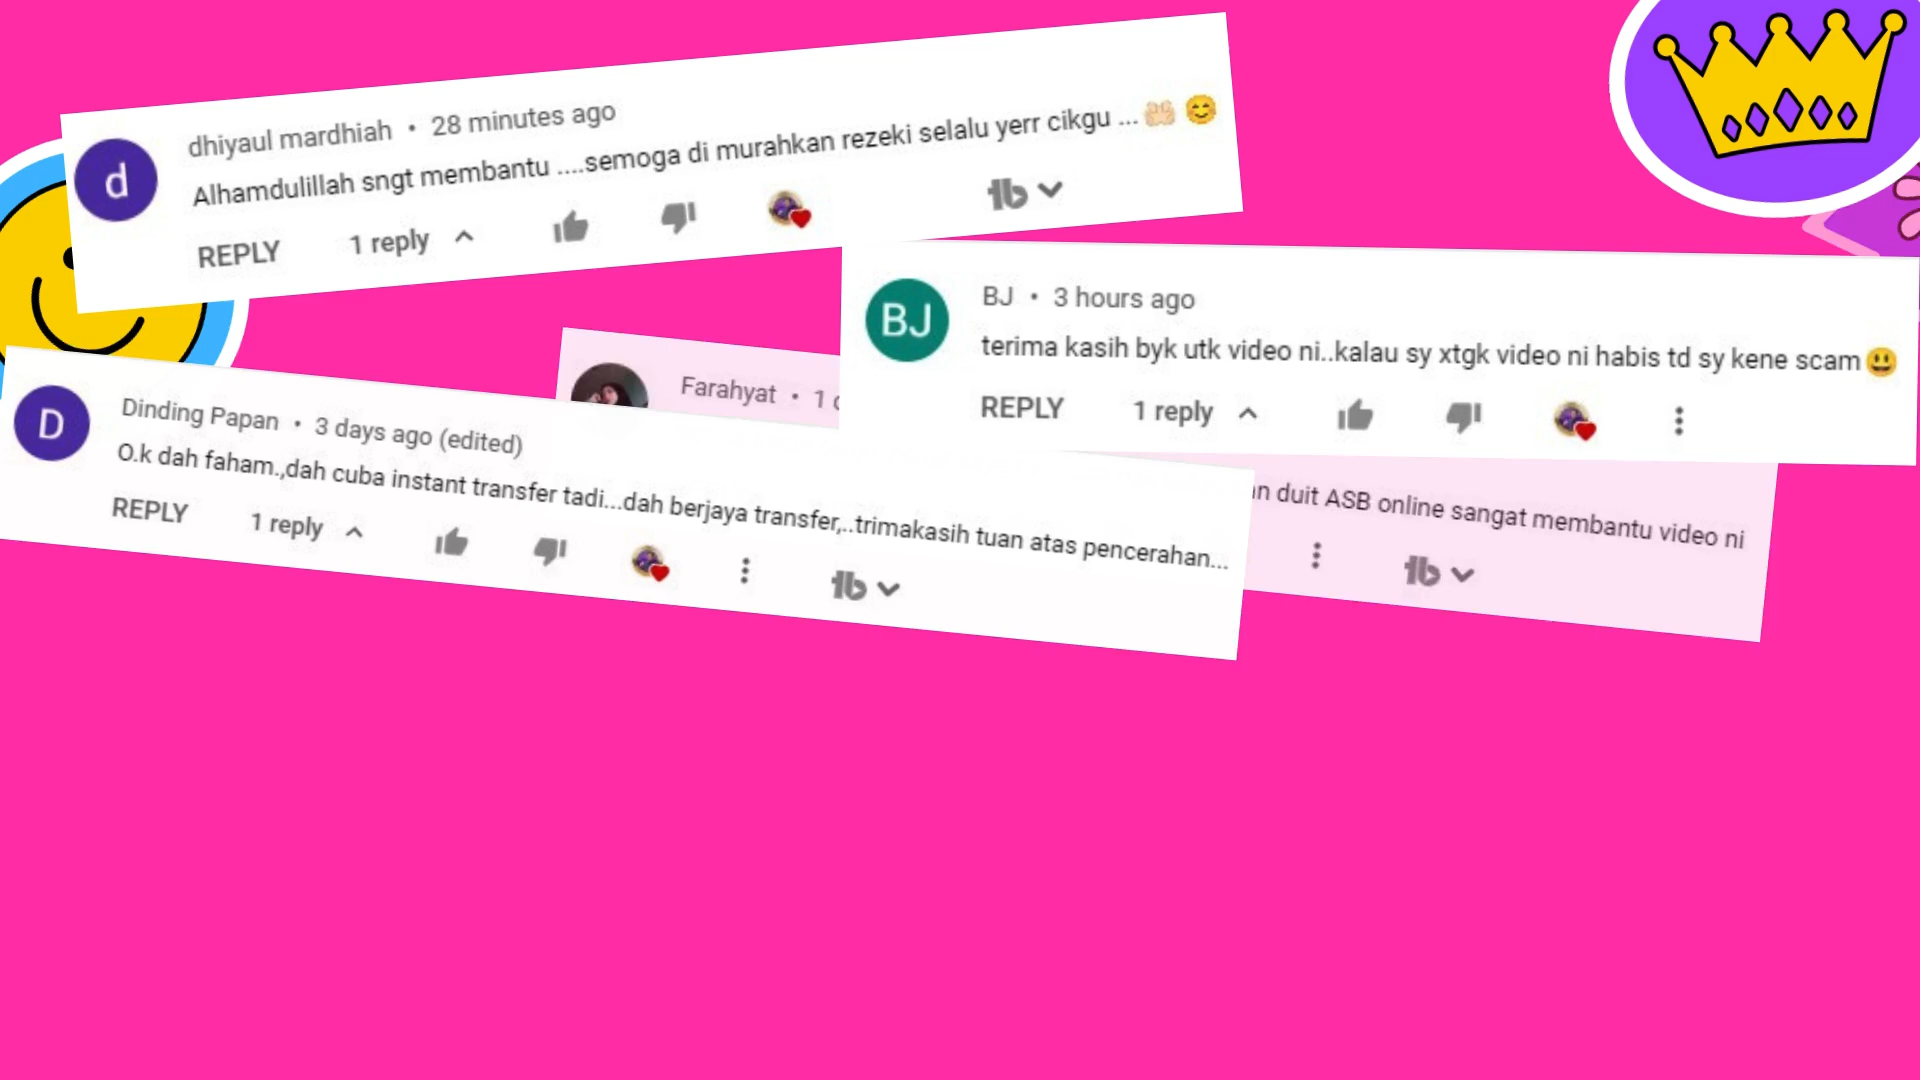 d
dhiyaul mardhiah • 28 minutes ago
Alhamdulillah sngt membantu ....semoga di murahkan rezeki selalu yerr cikgu ... 🤲🏻 😊
REPLY 1 reply
BJ
BJ • 3 hours ago
terima kasih byk utk video ni..kalau sy xtgk video ni habis td sy kene scam 😃
REPLY 1 reply
Farahyat • 1
duit ASB online sangat membantu video ni
D
Dinding Papan • 3 days ago (edited)
O.k dah faham.,dah cuba instant transfer tadi...dah berjaya transfer,..trimakasih tuan atas pencerahan...
REPLY 1 reply